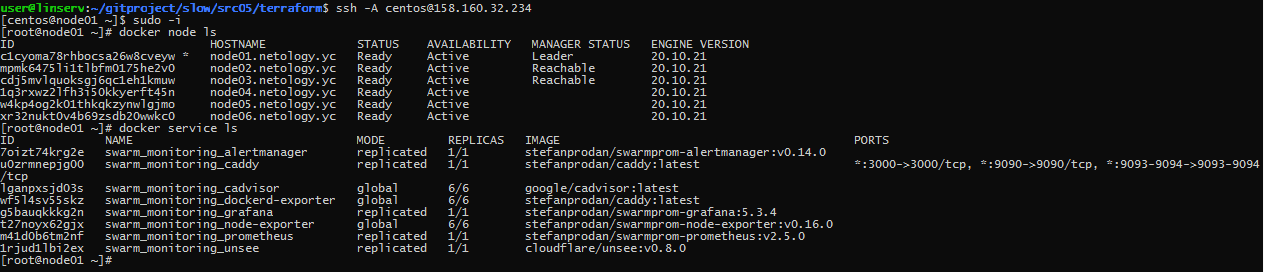 user@linserv:~/gitproject/slow/src05/terraform$ ssh -A centos@158.160.32.234
[centos@node01 ~]$ sudo -i
[root@node01 ~]# docker node ls
ID                            HOSTNAME             STATUS    AVAILABILITY   MANAGER STATUS   ENGINE VERSION
c1cyoma78rhbocsa26w8cveyw *   node01.netology.yc   Ready     Active         Leader           20.10.21
mpmk6475li1tlbfm0175he2v0     node02.netology.yc   Ready     Active         Reachable        20.10.21
cdj5mvlquoksgj6qc1eh1kmuw     node03.netology.yc   Ready     Active         Reachable        20.10.21
1q3rxwz2lfh3i50kkyerft45n     node04.netology.yc   Ready     Active                          20.10.21
w4kp4og2k01thkqkzynwlgjmo     node05.netology.yc   Ready     Active                          20.10.21
xr32nukt0v4b69zsdb20wwkc0     node06.netology.yc   Ready     Active                          20.10.21
[root@node01 ~]# docker service ls
ID             NAME                              MODE         REPLICAS   IMAGE                                          PORTS
7oizt74krg2e   swarm_monitoring_alertmanager     replicated   1/1        stefanprodan/swarmprom-alertmanager:v0.14.0
u0zrmnepjg00   swarm_monitoring_caddy            replicated   1/1        stefanprodan/caddy:latest                      *:3000->3000/tcp, *:9090->9090/tcp, *:9093-9094->9093-9094
/tcp
lganpxsjd03s   swarm_monitoring_cadvisor         global       6/6        google/cadvisor:latest
wf5l4sv55skz   swarm_monitoring_dockerd-exporter   global       6/6        stefanprodan/caddy:latest
g5bauqkkkg2n   swarm_monitoring_grafana          replicated   1/1        stefanprodan/swarmprom-grafana:5.3.4
t27noyx62gjx   swarm_monitoring_node-exporter    global       6/6        stefanprodan/swarmprom-node-exporter:v0.16.0
m41d0b6tm2nf   swarm_monitoring_prometheus       replicated   1/1        stefanprodan/swarmprom-prometheus:v2.5.0
1rjud1lbi2ex   swarm_monitoring_unsee            replicated   1/1        cloudflare/unsee:v0.8.0
[root@node01 ~]#